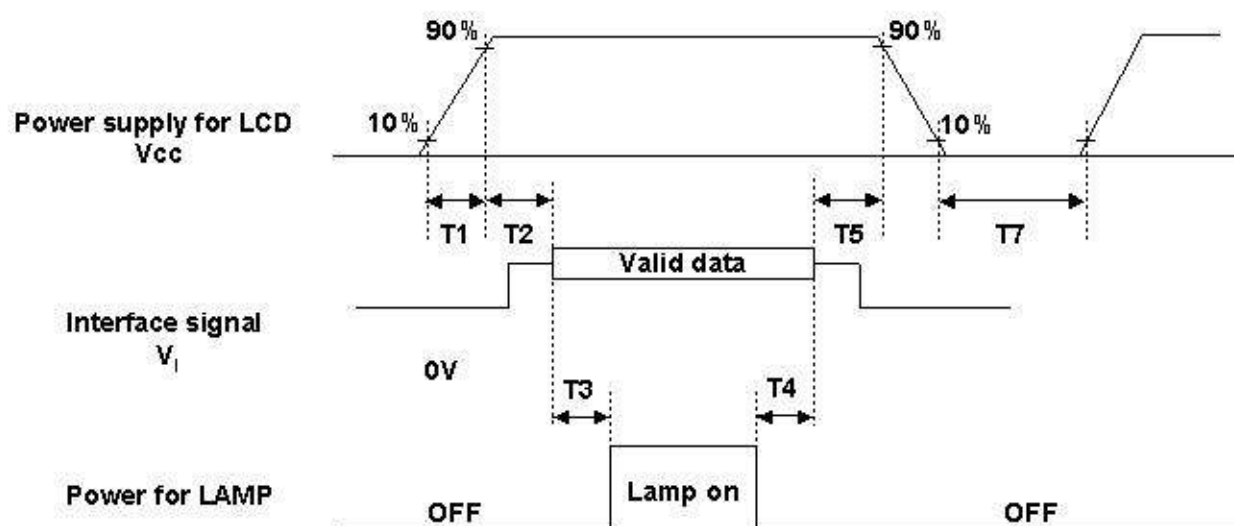 90% 90%
10% 10%
Power supply for LCD
Vcc
T1 T2 T5 T7
Valid data
Interface signal
VI
0V
T3 T4
Power for LAMP
OFF Lamp on OFF